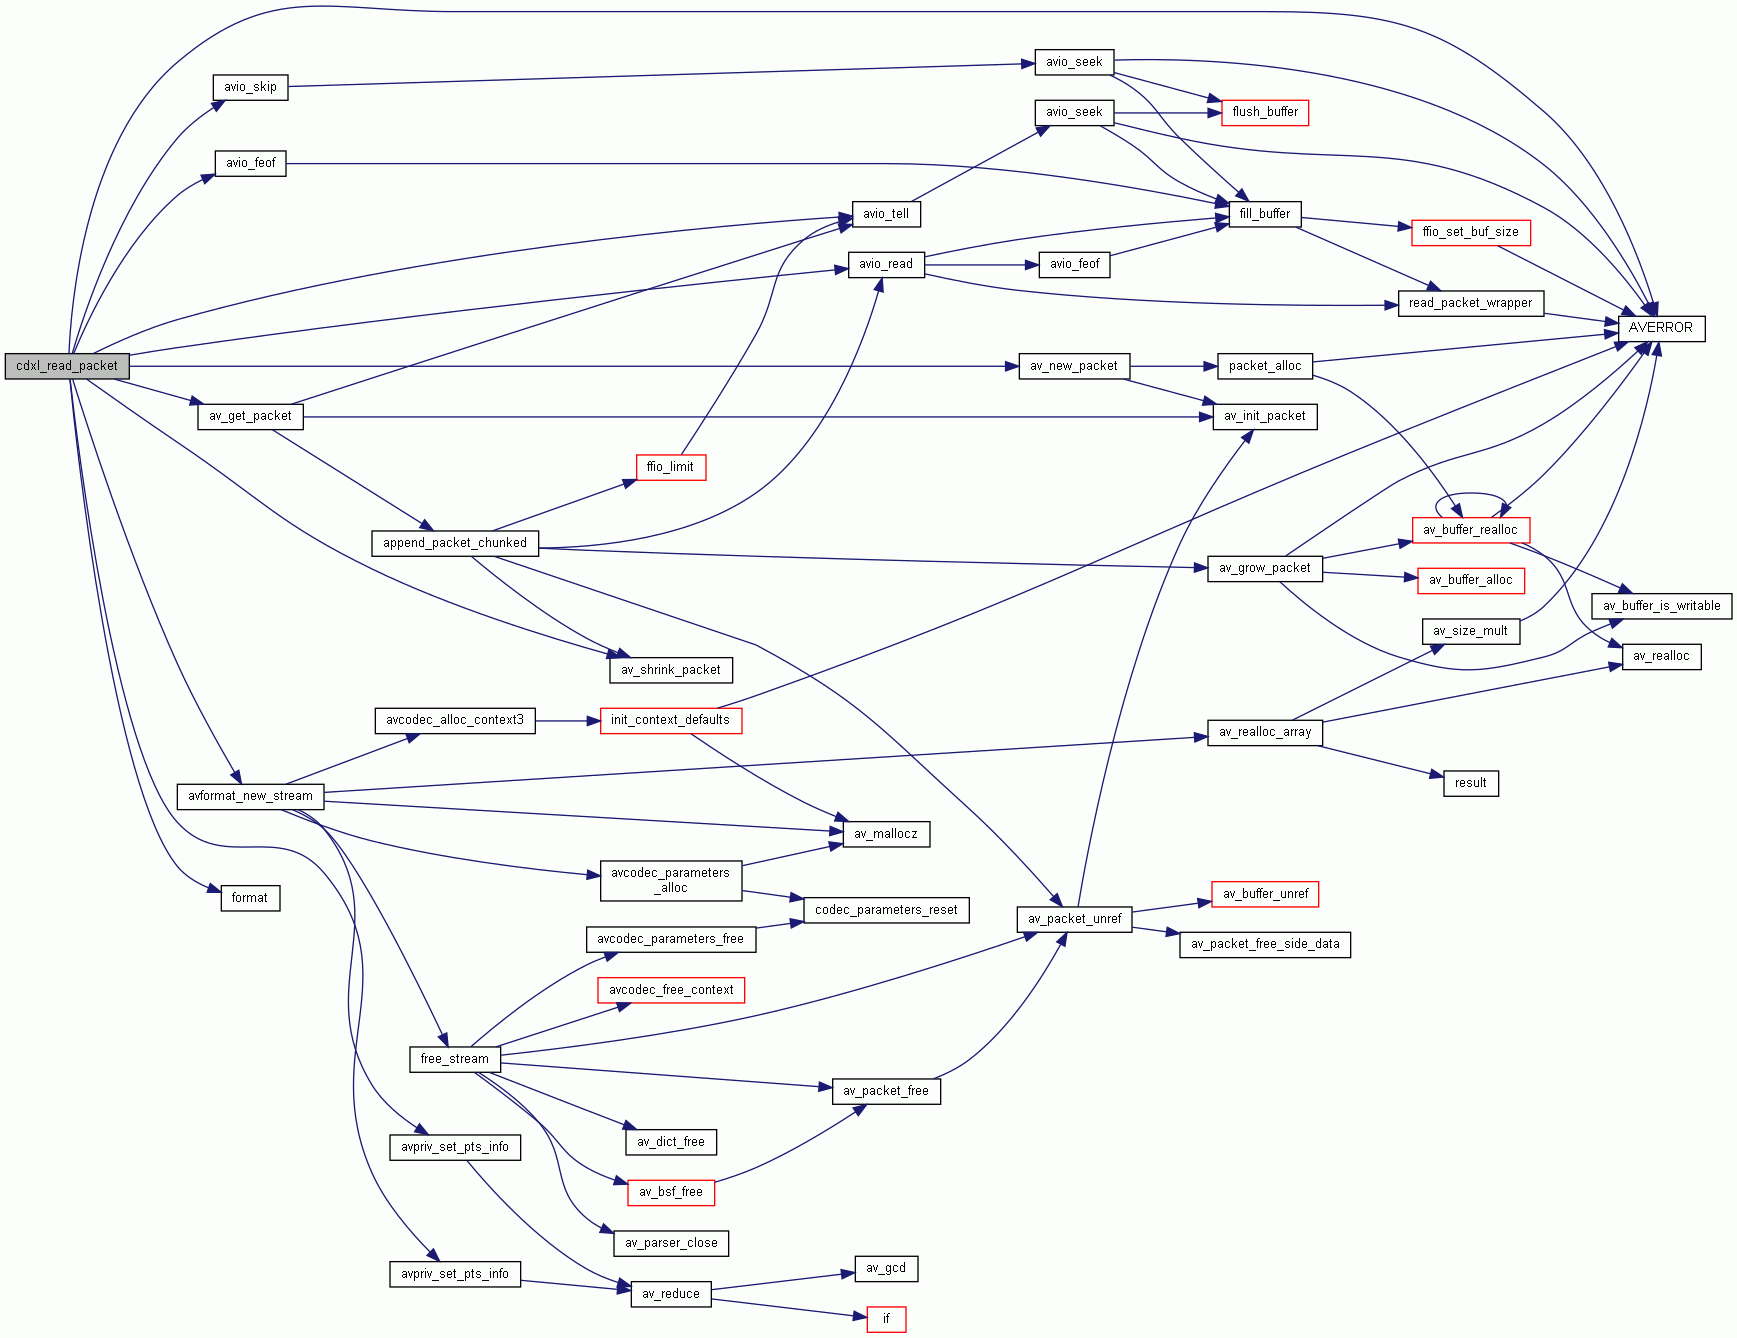 avio_seek
avio_skip
avio_seek
flush_buffer
avio_feof
avio_tell
fill_buffer
ffio_set_buf_size
avio_read
avio_feof
read_packet_wrapper
AVERROR
cdxl_read_packet
av_new_packet
packet_alloc
av_get_packet
av_init_packet
ffio_limit
av_buffer_realloc
append_packet_chunked
av_grow_packet
av_buffer_alloc
av_buffer_is_writable
av_size_mult
av_realloc
av_shrink_packet
avcodec_alloc_context3
init_context_defaults
av_realloc_array
result
avformat_new_stream
av_mallocz
avcodec_parameters
_alloc
format
av_buffer_unref
codec_parameters_reset
av_packet_unref
avcodec_parameters_free
av_packet_free_side_data
avcodec_free_context
free_stream
av_packet_free
av_dict_free
avpriv_set_pts_info
av_bsf_free
av_parser_close
avpriv_set_pts_info
av_gcd
av_reduce
if